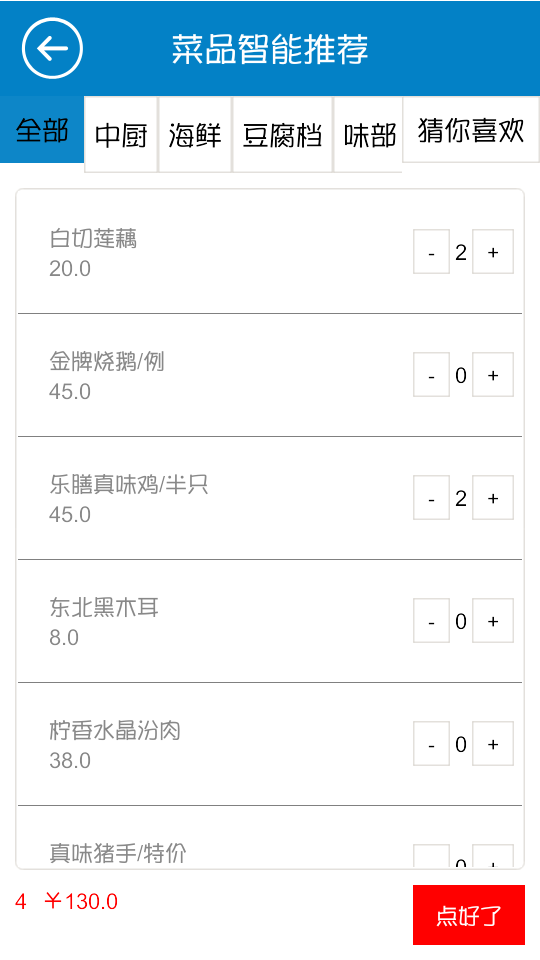 菜品智能推荐
全部 中厨 海鲜 豆腐档 味部 猜你喜欢
白切莲藕
20.0
- 2 +
金牌烧鹅/例
45.0
- 0 +
乐膳真味鸡/半只
45.0
- 2 +
东北黑木耳
8.0
- 0 +
柠香水晶汾肉
38.0
- 0 +
真味猪手/特价
- 0 +
4 ￥130.0
点好了